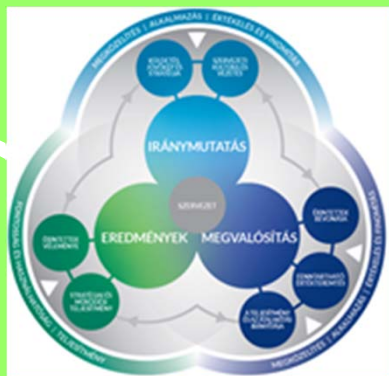 MEGKÖZELÍTÉS | ALKALMAZÁS | ÉRTÉKELÉS ÉS FINOMÍTÁS
KÜLDETÉS,
JÖVŐKÉP ÉS
STRATÉGIA
SZERVEZETI
KULTÚRA ÉS
VEZETÉS
IRÁNYMUTATÁS
SZERVEZET
EREDMÉNYEK
MEGVALÓSÍTÁS
ÉRINTETTEK
VÉLEMÉNYE
STRATÉGIAI ÉS
MŰKÖDÉSI
TELJESÍTMÉNY
ÉRINTETTEK
BEVONÁSA
FENNTARTHATÓ
ÉRTÉKTEREMTÉS
A TELJESÍTMÉNY
ÉS AZ ÁTALAKÍTÁS
IRÁNYÍTÁSA
FONTOSSÁG ÉS HASZNÁLHATÓSÁG | TELJESÍTMÉNY
MEGKÖZELÍTÉS | ALKALMAZÁS | ÉRTÉKELÉS ÉS FINOMÍTÁS